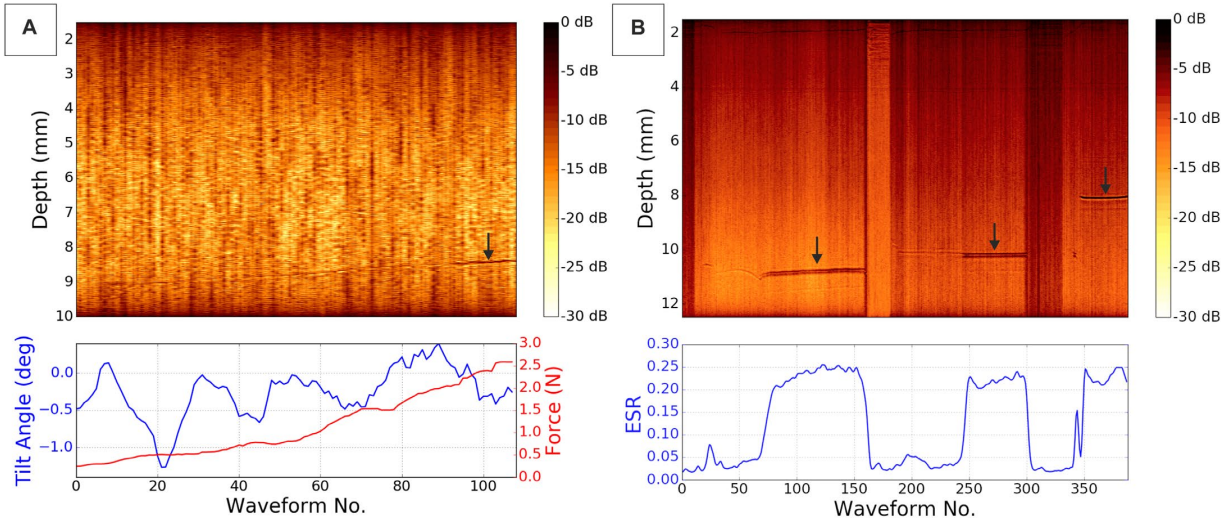 A
Depth (mm)
2
3
4
5
6
7
8
9
10
0 dB
-5 dB
-10 dB
-15 dB
-20 dB
-25 dB
-30 dB
B
Depth (mm)
2
4
6
8
10
12
0 dB
-5 dB
-10 dB
-15 dB
-20 dB
-25 dB
-30 dB
Tilt Angle (deg)
0.0
−0.5
−1.0
3.0
2.5
2.0
1.5
1.0
0.5
0.0
Force (N)
0 20 40 60 80 100
Waveform No.
ESR
0.30
0.25
0.20
0.15
0.10
0.05
0.00
0 50 100 150 200 250 300 350
Waveform No.